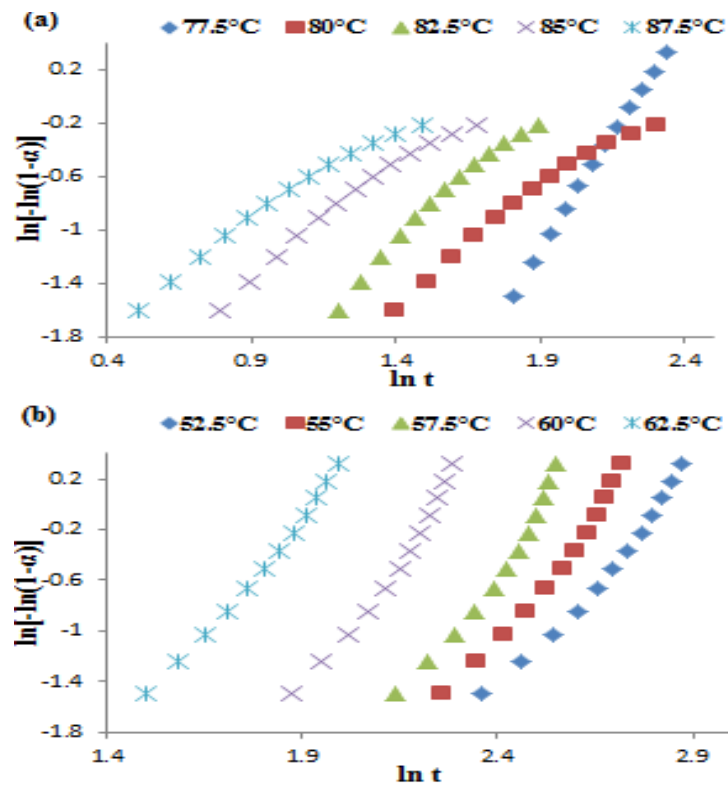 (a)
77.5°C 80°C 82.5°C 85°C 87.5°C
0.2
-0.2
-0.6
-1
-1.4
-1.8
ln[-ln(1-α)]
0.4 0.9 1.4 1.9 2.4
ln t
(b)
52.5°C 55°C 57.5°C 60°C 62.5°C
0.2
-0.2
-0.6
-1
-1.4
-1.8
ln[-ln(1-α)]
1.4 1.9 2.4 2.9
ln t